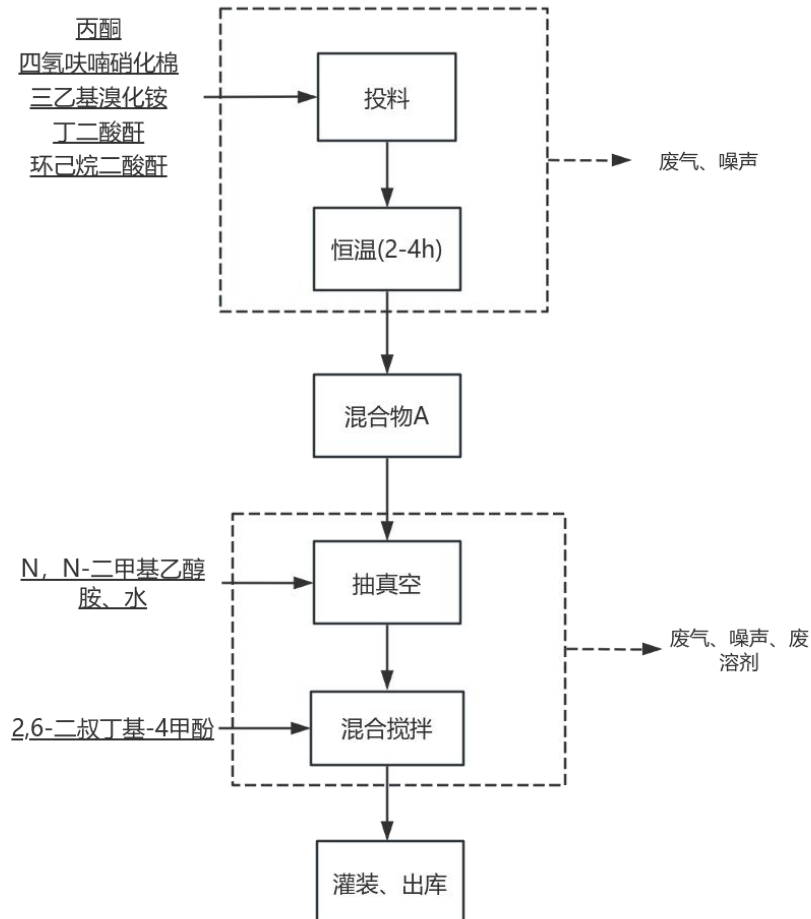 丙酮
四氢呋喃硝化棉
三乙基溴化铵
丁二酸酐
环己烷二酸酐
投料
废气、噪声
恒温(2-4h)
混合物A
N，N-二甲基乙醇
胺、水
抽真空
废气、噪声、废
溶剂
2,6-二叔丁基-4甲酚
混合搅拌
灌装、出库